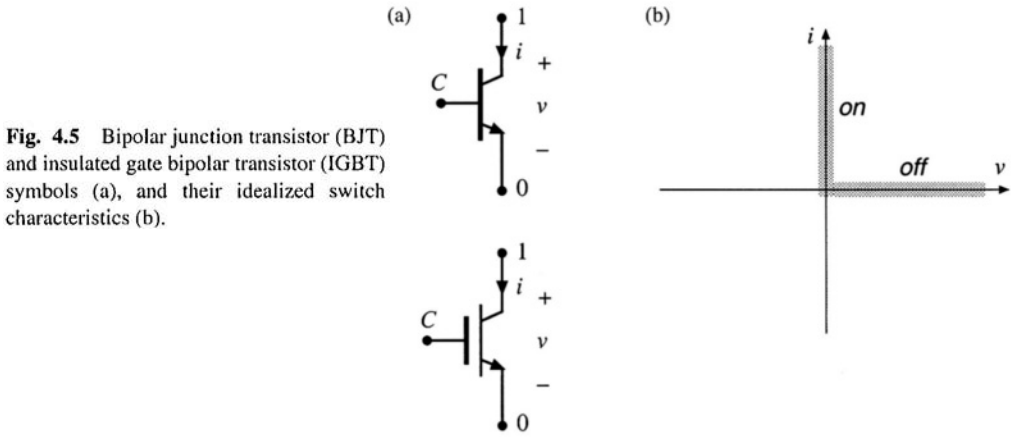 (a)
1
i
+
C
v
−
0
Fig. 4.5 Bipolar junction transistor (BJT)
and insulated gate bipolar transistor (IGBT)
symbols (a), and their idealized switch
characteristics (b).
1
i
+
C
v
−
0
(b)
i
on
off
v